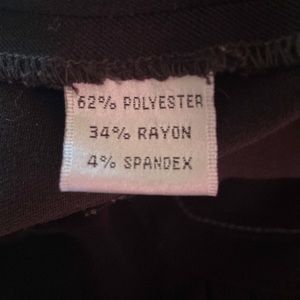 62% POLYESTER
34% RAYON
4% SPANDEX